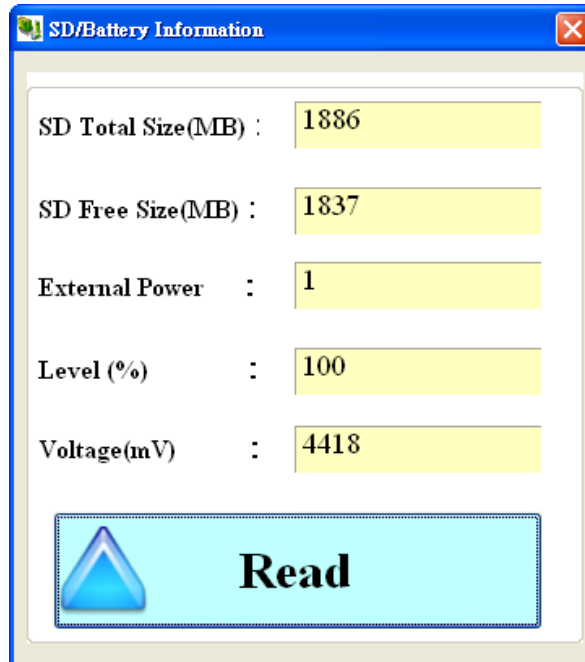 SD/Battery Information
SD Total Size(MB) : 1886
SD Free Size(MB) : 1837
External Power : 1
Level (%) : 100
Voltage(mV) : 4418
Read